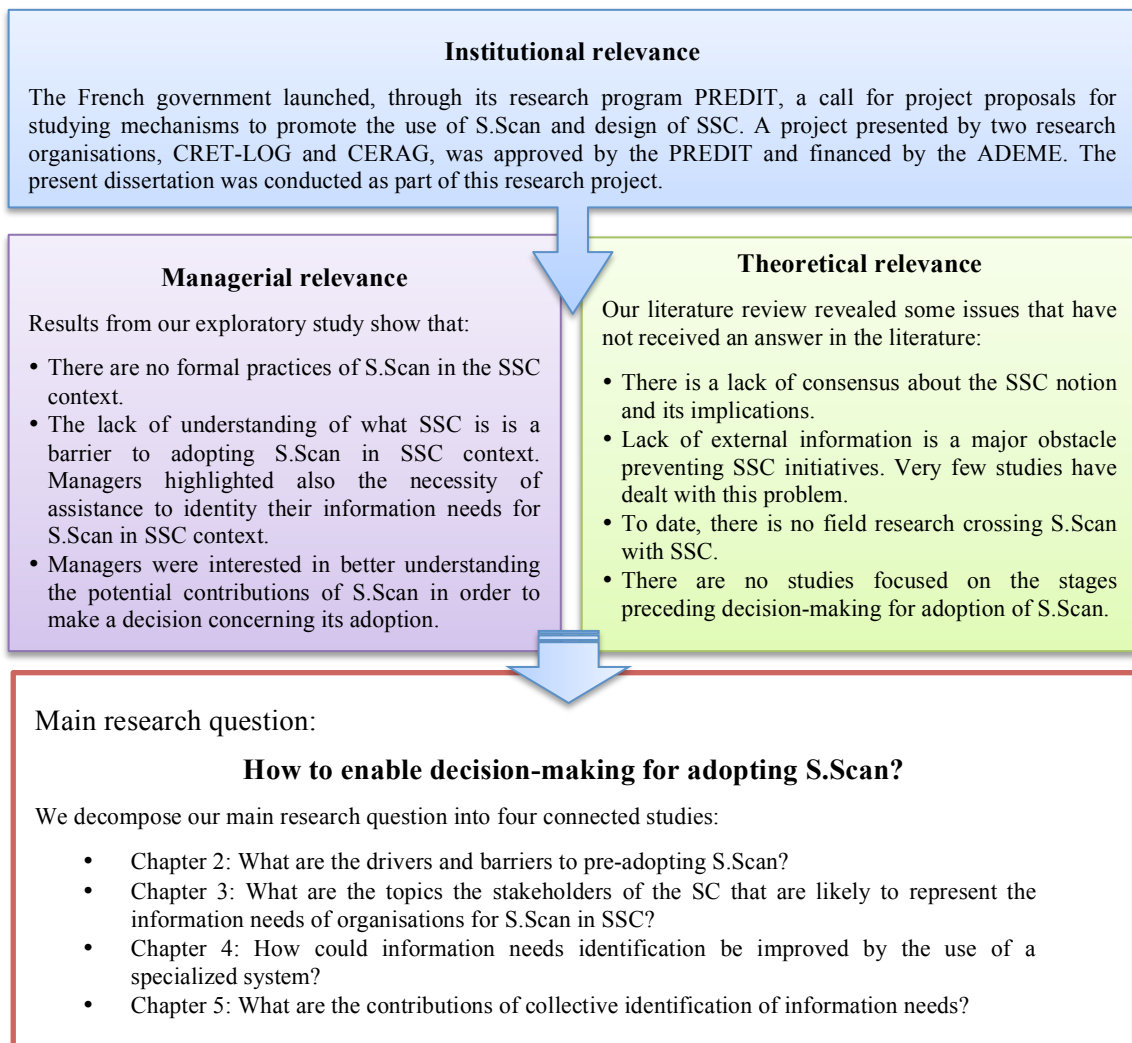 Institutional relevance
The French government launched, through its research program PREDIT, a call for project proposals for
studying mechanisms to promote the use of S.Scan and design of SSC. A project presented by two research
organisations, CRET-LOG and CERAG, was approved by the PREDIT and financed by the ADEME. The
present dissertation was conducted as part of this research project.
Managerial relevance
Results from our exploratory study show that:
• There are no formal practices of S.Scan in the SSC
context.
• The lack of understanding of what SSC is is a
barrier to adopting S.Scan in SSC context.
Managers highlighted also the necessity of
assistance to identity their information needs for
S.Scan in SSC context.
• Managers were interested in better understanding
the potential contributions of S.Scan in order to
make a decision concerning its adoption.
Theoretical relevance
Our literature review revealed some issues that have
not received an answer in the literature:
• There is a lack of consensus about the SSC notion
and its implications.
• Lack of external information is a major obstacle
preventing SSC initiatives. Very few studies have
dealt with this problem.
• To date, there is no field research crossing S.Scan
with SSC.
• There are no studies focused on the stages
preceding decision-making for adoption of S.Scan.
Main research question:
How to enable decision-making for adopting S.Scan?
We decompose our main research question into four connected studies:
• Chapter 2: What are the drivers and barriers to pre-adopting S.Scan?
• Chapter 3: What are the topics the stakeholders of the SC that are likely to represent the
information needs of organisations for S.Scan in SSC?
• Chapter 4: How could information needs identification be improved by the use of a
specialized system?
• Chapter 5: What are the contributions of collective identification of information needs?